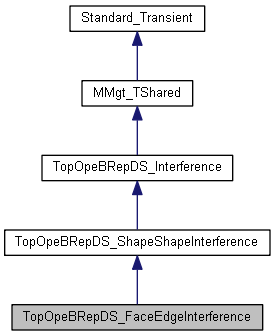 Standard_Transient
MMgt_TShared
TopOpeBRepDS_Interference
TopOpeBRepDS_ShapeShapeInterference
TopOpeBRepDS_FaceEdgeInterference